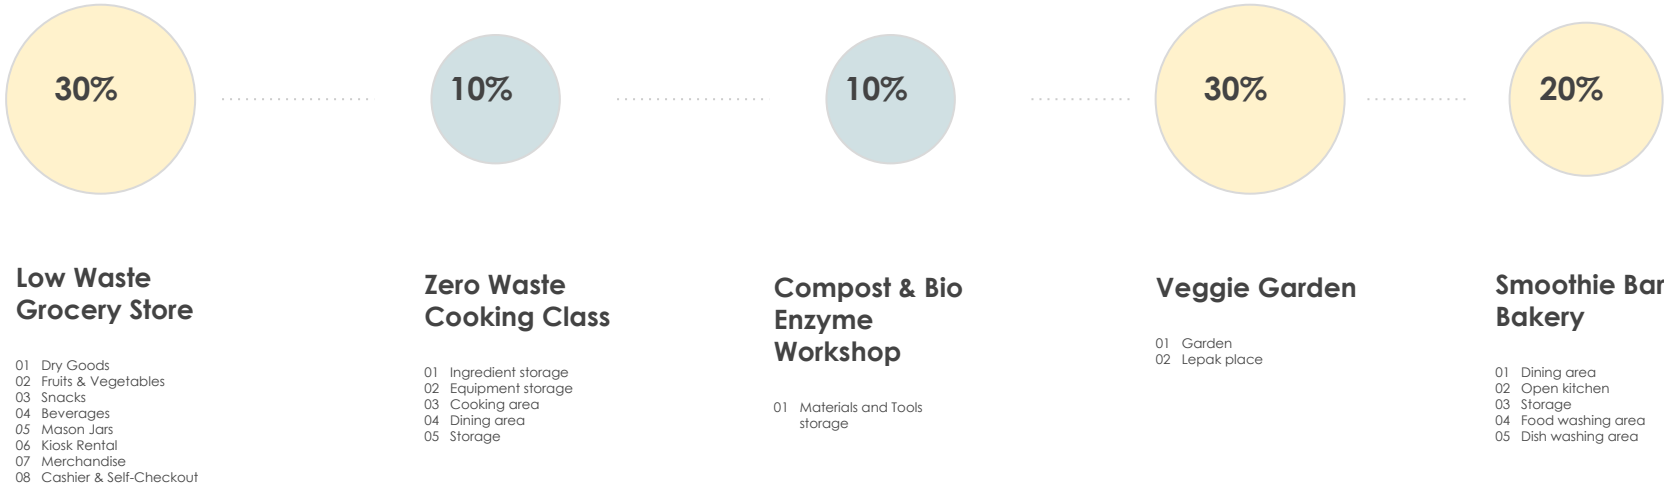 30%
10%
10%
30%
20%
Low Waste
Grocery Store
01 Dry Goods
02 Fruits & Vegetables
03 Snacks
04 Beverages
05 Mason Jars
06 Kiosk Rental
07 Merchandise
08 Cashier & Self-Checkout
Zero Waste
Cooking Class
01 Ingredient storage
02 Equipment storage
03 Cooking area
04 Dining area
05 Storage
Compost & Bio
Enzyme
Workshop
01 Materials and Tools
storage
Veggie Garden
01 Garden
02 Lepak place
Smoothie Bar
Bakery
01 Dining area
02 Open kitchen
03 Storage
04 Food washing area
05 Dish washing area